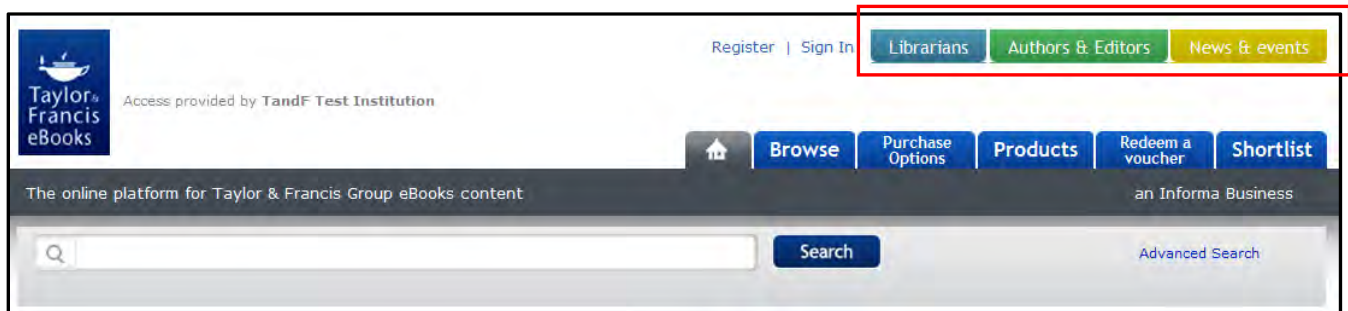 Register | Sign In
Librarians
Authors & Editors
News & events
Taylor &
Francis
eBooks
Access provided by TandF Test Institution
Browse
Purchase
Options
Products
Redeem a
voucher
Shortlist
The online platform for Taylor & Francis Group eBooks content
an Informa Business
Search
Advanced Search